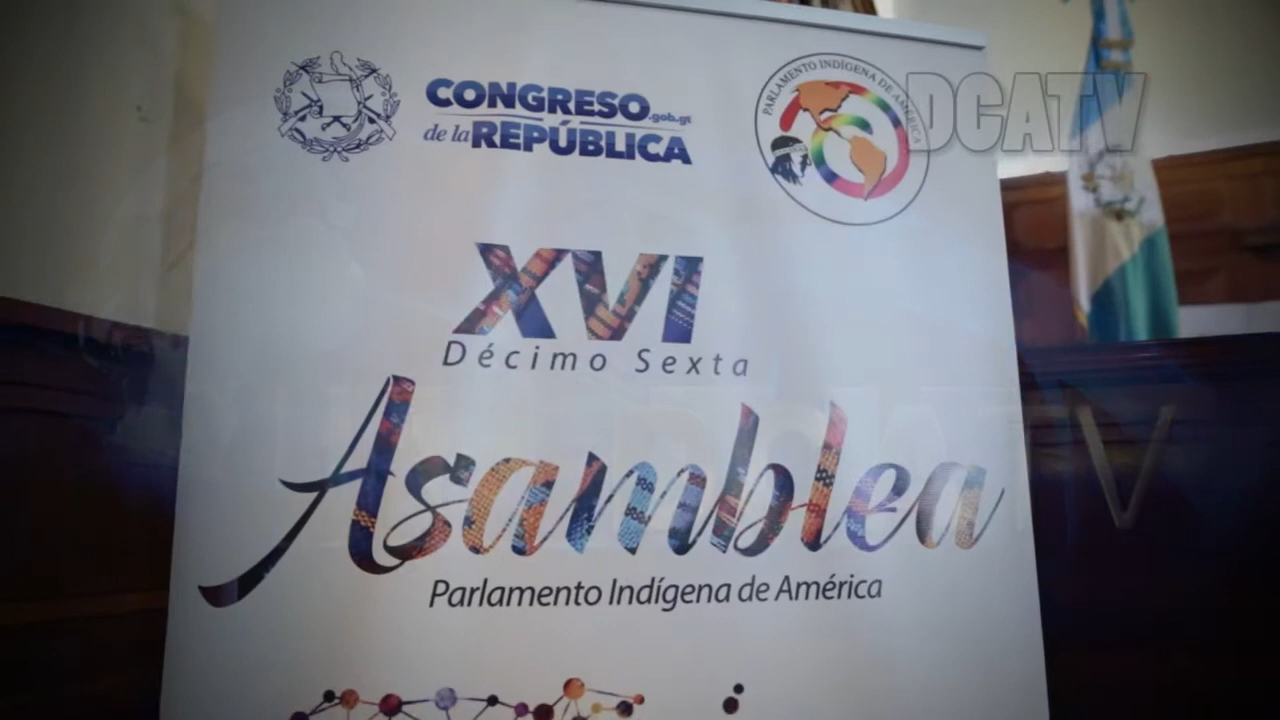 CONGRESO.gob.gt
de la REPÚBLICA
PARLAMENTO INDÍGENA DE AMÉRICA
DCATV
XVI
Décimo Sexta
Asamblea
Parlamento Indígena de América